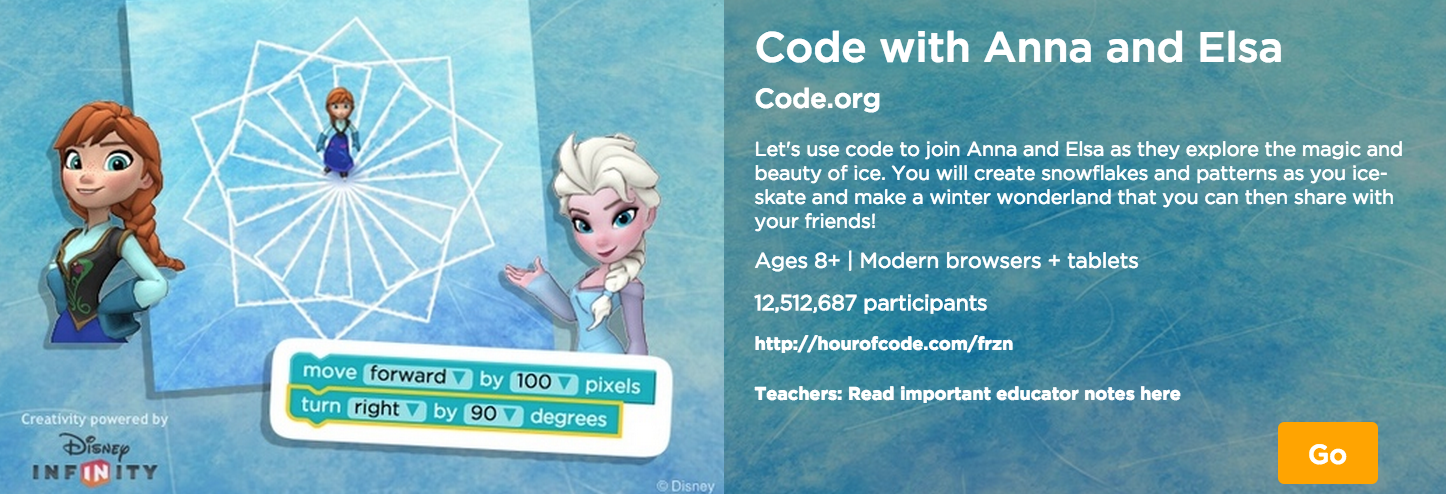 Code with Anna and Elsa
Code.org
Let's use code to join Anna and Elsa as they explore the magic and
beauty of ice. You will create snowflakes and patterns as you ice-
skate and make a winter wonderland that you can then share with
your friends!
Ages 8+ | Modern browsers + tablets
12,512,687 participants
http://hourofcode.com/frzn
Teachers: Read important educator notes here
Go
move forward ▼ by 100 ▼ pixels
turn right ▼ by 90 ▼ degrees
Creativity powered by
DISNEY
INFINITY
© Disney